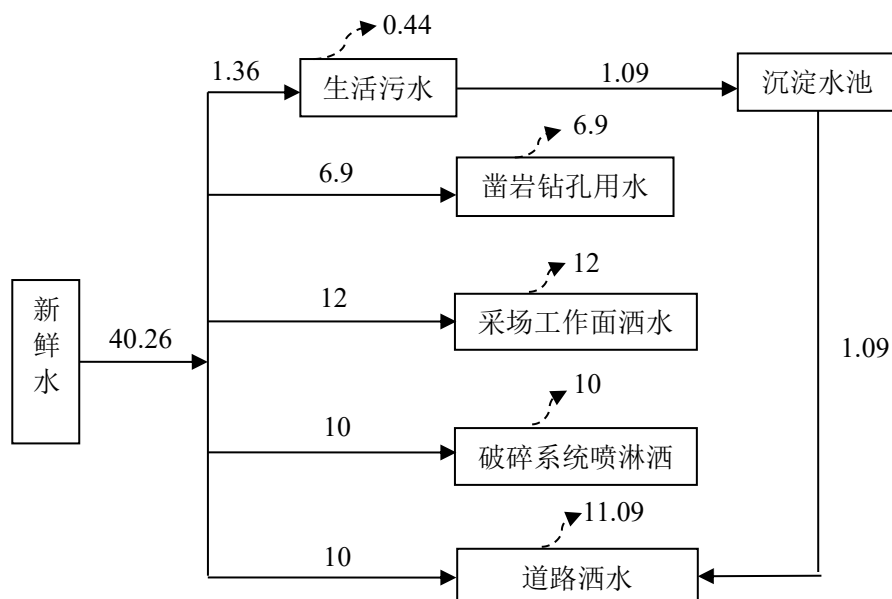 0.44
1.36
生活污水
1.09
沉淀水池
6.9
6.9
凿岩钻孔用水
12
12
采场工作面洒水
新鲜水
40.26
1.09
10
10
破碎系统喷淋洒
11.09
10
道路洒水